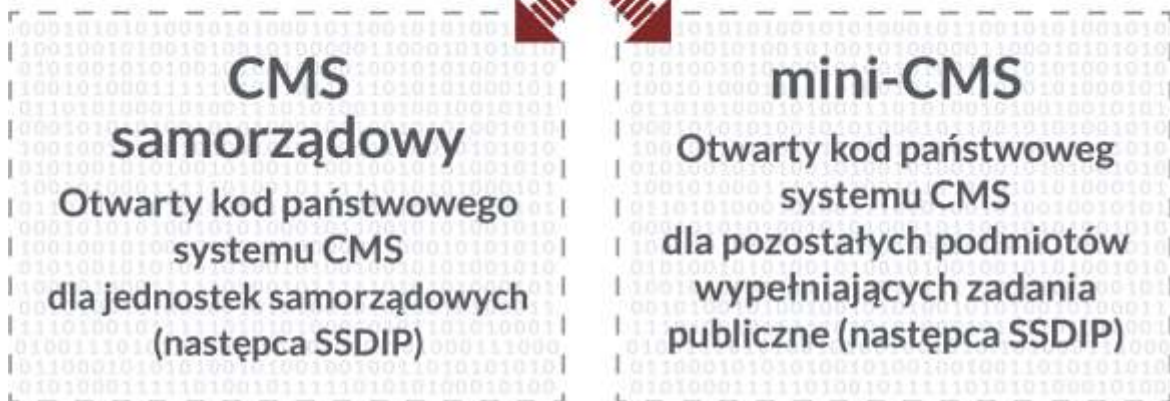 CMS
samorządowy
Otwarty kod państwowego
systemu CMS
dla jednostek samorządowych
(następca SSDIP)
mini-CMS
Otwarty kod państwoweg
systemu CMS
dla pozostałych podmiotów
wypełniających zadania
publiczne (następca SSDIP)